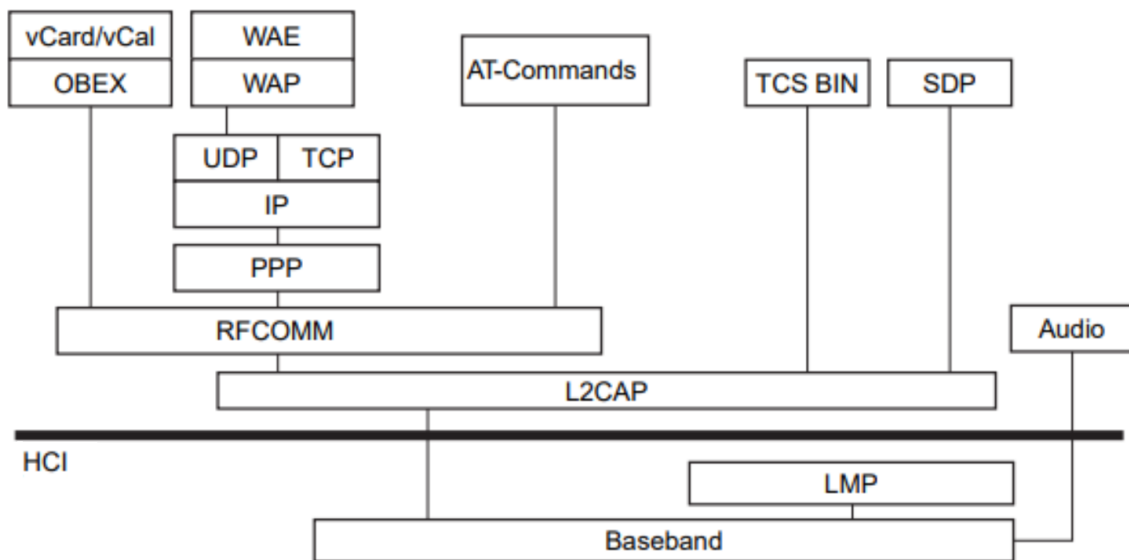 vCard/vCal
OBEX
WAE
WAP
AT-Commands
TCS BIN
SDP
UDP
TCP
IP
PPP
RFCOMM
Audio
L2CAP
HCI
LMP
Baseband